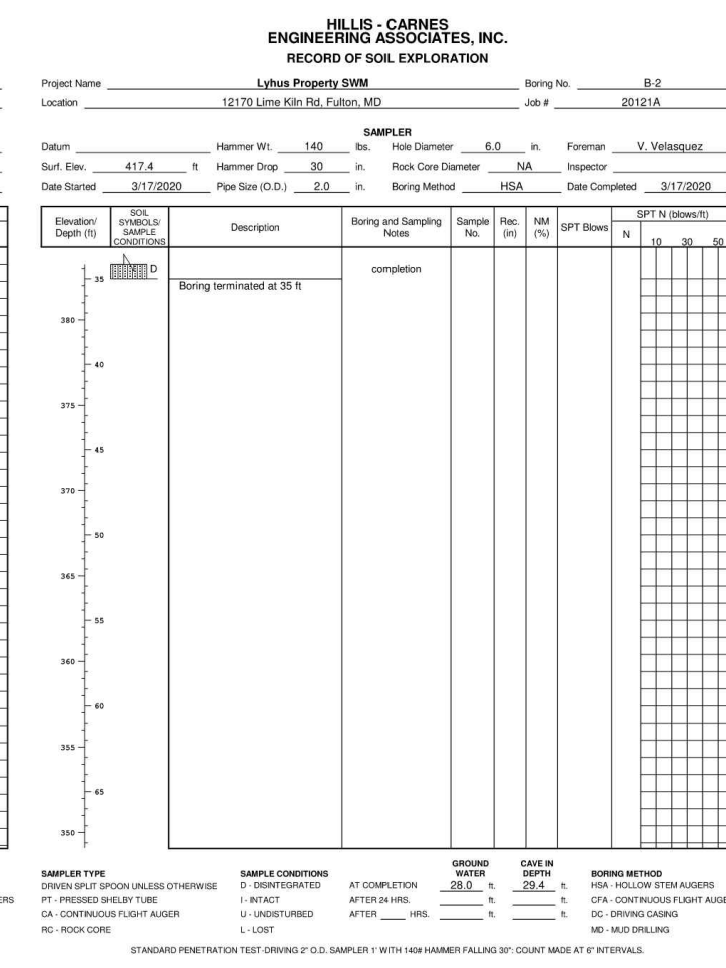 HILLIS - CARNES
ENGINEERING ASSOCIATES, INC.
RECORD OF SOIL EXPLORATION
Project Name Lyhus Property SWM Boring No. B-2
Location 12170 Lime Kiln Rd, Fulton, MD Job # 20121A
SAMPLER
Datum Hammer Wt. 140 lbs. Hole Diameter 6.0 in. Foreman V. Velasquez
Surf. Elev. 417.4 ft Hammer Drop 30 in. Rock Core Diameter NA Inspector
Date Started 3/17/2020 Pipe Size (O.D.) 2.0 in. Boring Method HSA Date Completed 3/17/2020
Elevation/ Depth (ft) SOIL SYMBOLS/ SAMPLE CONDITIONS Description Boring and Sampling Notes Sample No. Rec. (in) NM (%) SPT Blows SPT N (blows/ft)
N 10 30 50
D completion
35
Boring terminated at 35 ft
380
40
375
45
370
50
365
55
360
60
355
65
350
GROUND WATER CAVE IN DEPTH
SAMPLER TYPE SAMPLE CONDITIONS BORING METHOD
DRIVEN SPLIT SPOON UNLESS OTHERWISE D - DISINTEGRATED AT COMPLETION 28.0 ft. 29.4 ft. HSA - HOLLOW STEM AUGERS
ERS PT - PRESSED SHELBY TUBE I - INTACT AFTER 24 HRS. ft. ft. CFA - CONTINUOUS FLIGHT AUGE
CA - CONTINUOUS FLIGHT AUGER U - UNDISTURBED AFTER HRS. ft. ft. DC - DRIVING CASING
RC - ROCK CORE L - LOST MD - MUD DRILLING
STANDARD PENETRATION TEST-DRIVING 2" O.D. SAMPLER 1' WITH 140# HAMMER FALLING 30": COUNT MADE AT 6" INTERVALS.